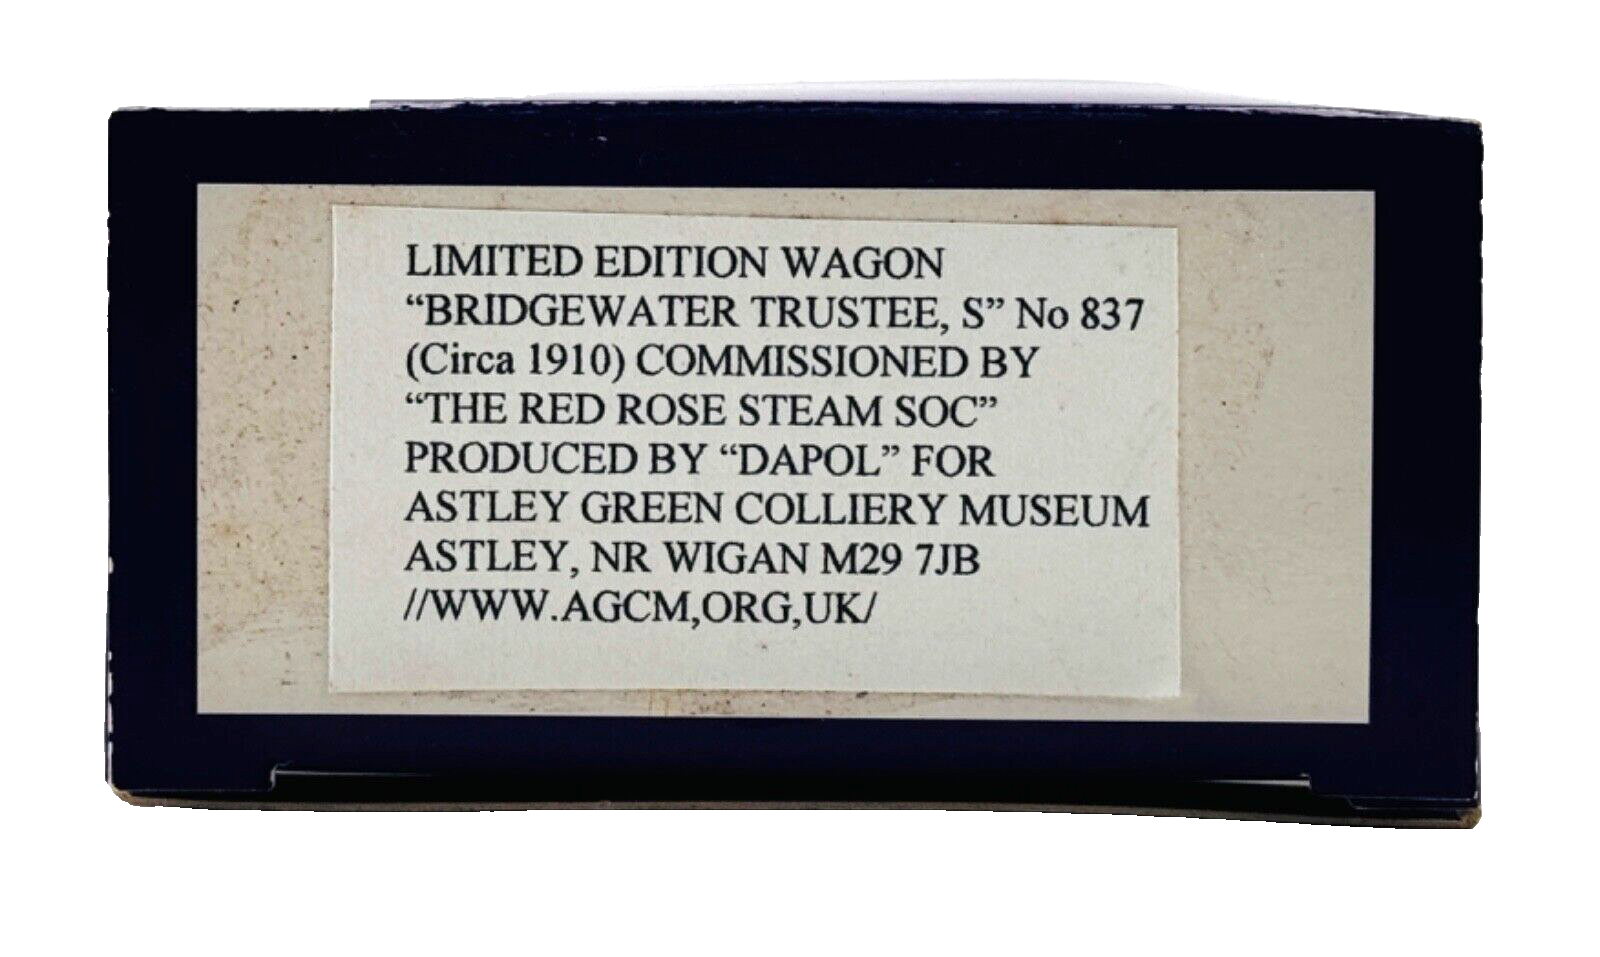 LIMITED EDITION WAGON
“BRIDGEWATER TRUSTEE, S” No 837
(Circa 1910) COMMISSIONED BY
“THE RED ROSE STEAM SOC”
PRODUCED BY “DAPOL” FOR
ASTLEY GREEN COLLIERY MUSEUM
ASTLEY, NR WIGAN M29 7JB
//WWW.AGCM,ORG,UK/